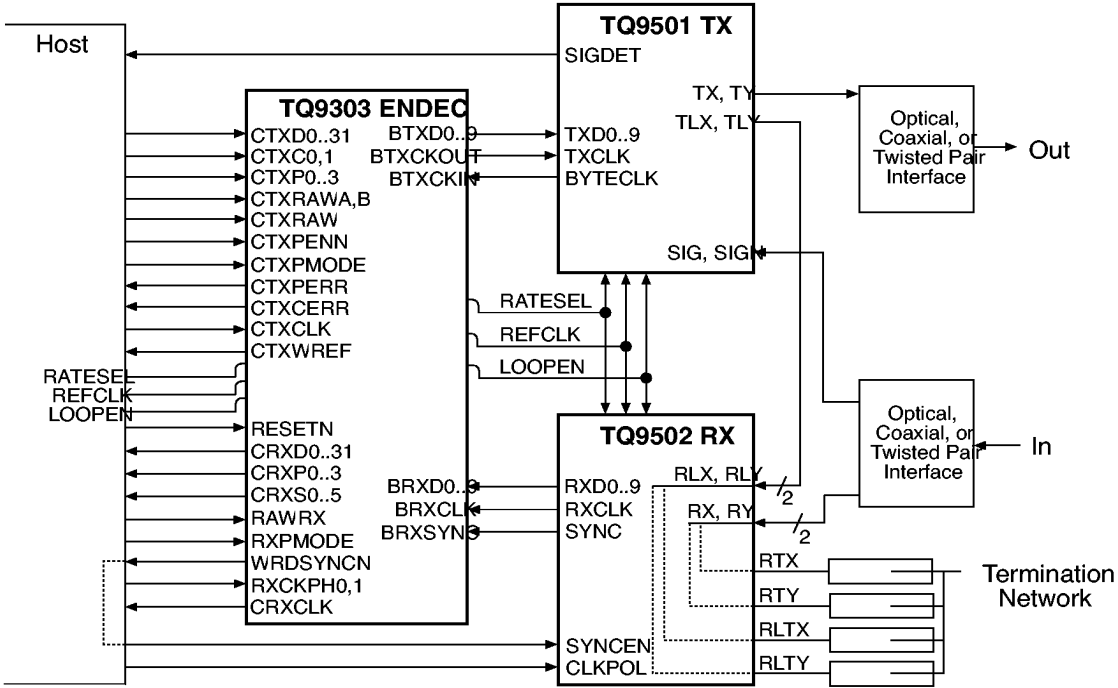 Host
TQ9501 TX
SIGDET
TX, TY
TLX, TLY
TXD0..9
TXCLK
BYTECLK
SIG, SIGN
TQ9303 ENDEC
CTXD0..31
CTXC0,1
CTXP0..3
CTXRAWA,B
CTXRAW
CTXPENN
CTXPMODE
CTXPERR
CTXCERR
CTXCLK
CTXWREF
BTXD0..9
BTXCKOUT
BTXCKIN
Optical,
Coaxial, or
Twisted Pair
Interface
Out
RATESEL
REFCLK
LOOPEN
RATESEL
REFCLK
LOOPEN
RESETN
CRXD0..31
CRXP0..3
CRXS0..5
RAWRX
RXPMODE
WRDSYNCN
RXCKPH0,1
CRXCLK
BRXD0..9
BRXCLK
BRXSYNC
TQ9502 RX
RLX, RLY
RXD0..9
RXCLK
SYNC
RX, RY
2
2
RTX
RTY
RLTX
RLTY
SYNCEN
CLKPOL
Optical,
Coaxial, or
Twisted Pair
Interface
In
Termination
Network